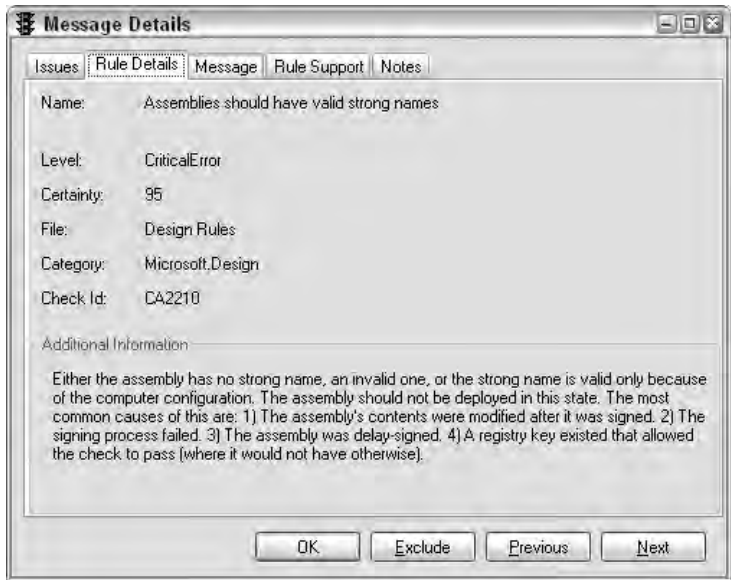 Message Details
Issues Rule Details Message Rule Support Notes
Name: Assemblies should have valid strong names
Level: CriticalError
Certainty: 95
File: Design Rules
Category: Microsoft.Design
Check Id: CA2210
Additional Information
Either the assembly has no strong name, an invalid one, or the strong name is valid only because
of the computer configuration. The assembly should not be deployed in this state. The most
common causes of this are: 1) The assembly's contents were modified after it was signed. 2) The
signing process failed. 3) The assembly was delay-signed. 4) A registry key existed that allowed
the check to pass (where it would not have otherwise).
OK Exclude Previous Next